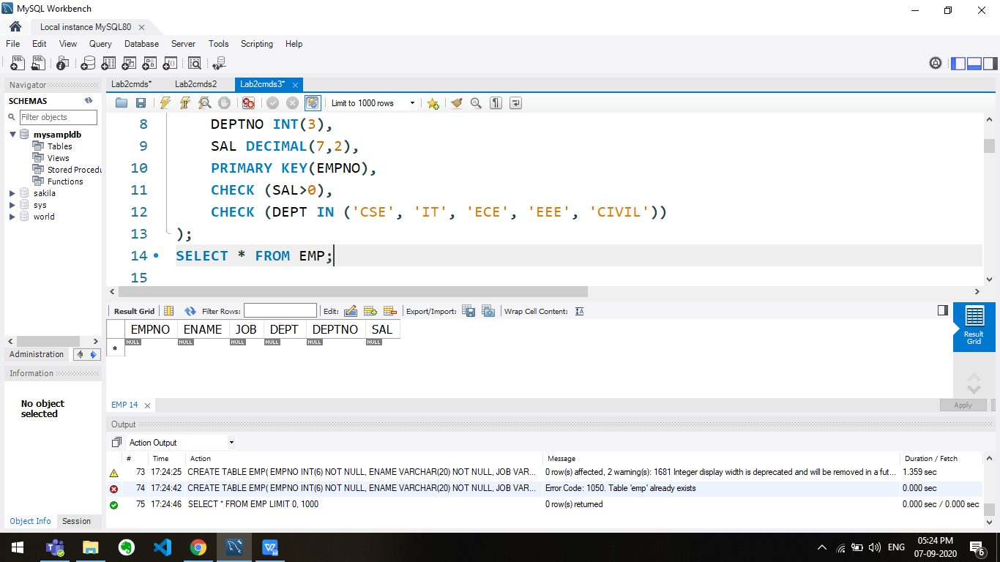 MySQL Workbench
Local instance MySQL80
File Edit View Query Database Server Tools Scripting Help
Navigator
SCHEMAS
Filter objects
mysampldb
Tables
Views
Stored Procedu
Functions
sakila
sys
world
Administration
Information
No object
selected
Object Info Session
Lab2cmds* Lab2cmds2 Lab2cmds3*
Limit to 1000 rows
8 DEPTNO INT(3),
9 SAL DECIMAL(7,2),
10 PRIMARY KEY(EMPNO),
11 CHECK (SAL>0),
12 CHECK (DEPT IN ('CSE', 'IT', 'ECE', 'EEE', 'CIVIL'))
13 );
14 SELECT * FROM EMP;
15
Result Grid Filter Rows: Edit: Export/Import: Wrap Cell Content:
EMPNO ENAME JOB DEPT DEPTNO SAL
* NULL NULL NULL NULL NULL NULL
Result
Grid
EMP 14
Apply
Output
Action Output
# Time Action Message Duration / Fetch
73 17:24:25 CREATE TABLE EMP( EMPNO INT(6) NOT NULL, ENAME VARCHAR(20) NOT NULL, JOB VAR... 0 row(s) affected, 2 warning(s): 1681 Integer display width is deprecated and will be removed in a fut... 1.359 sec
74 17:24:42 CREATE TABLE EMP( EMPNO INT(6) NOT NULL, ENAME VARCHAR(20) NOT NULL, JOB VAR... Error Code: 1050. Table 'emp' already exists 0.000 sec
75 17:24:46 SELECT * FROM EMP LIMIT 0, 1000 0 row(s) returned 0.000 sec / 0.000 sec
ENG
05:24 PM
07-09-2020
6